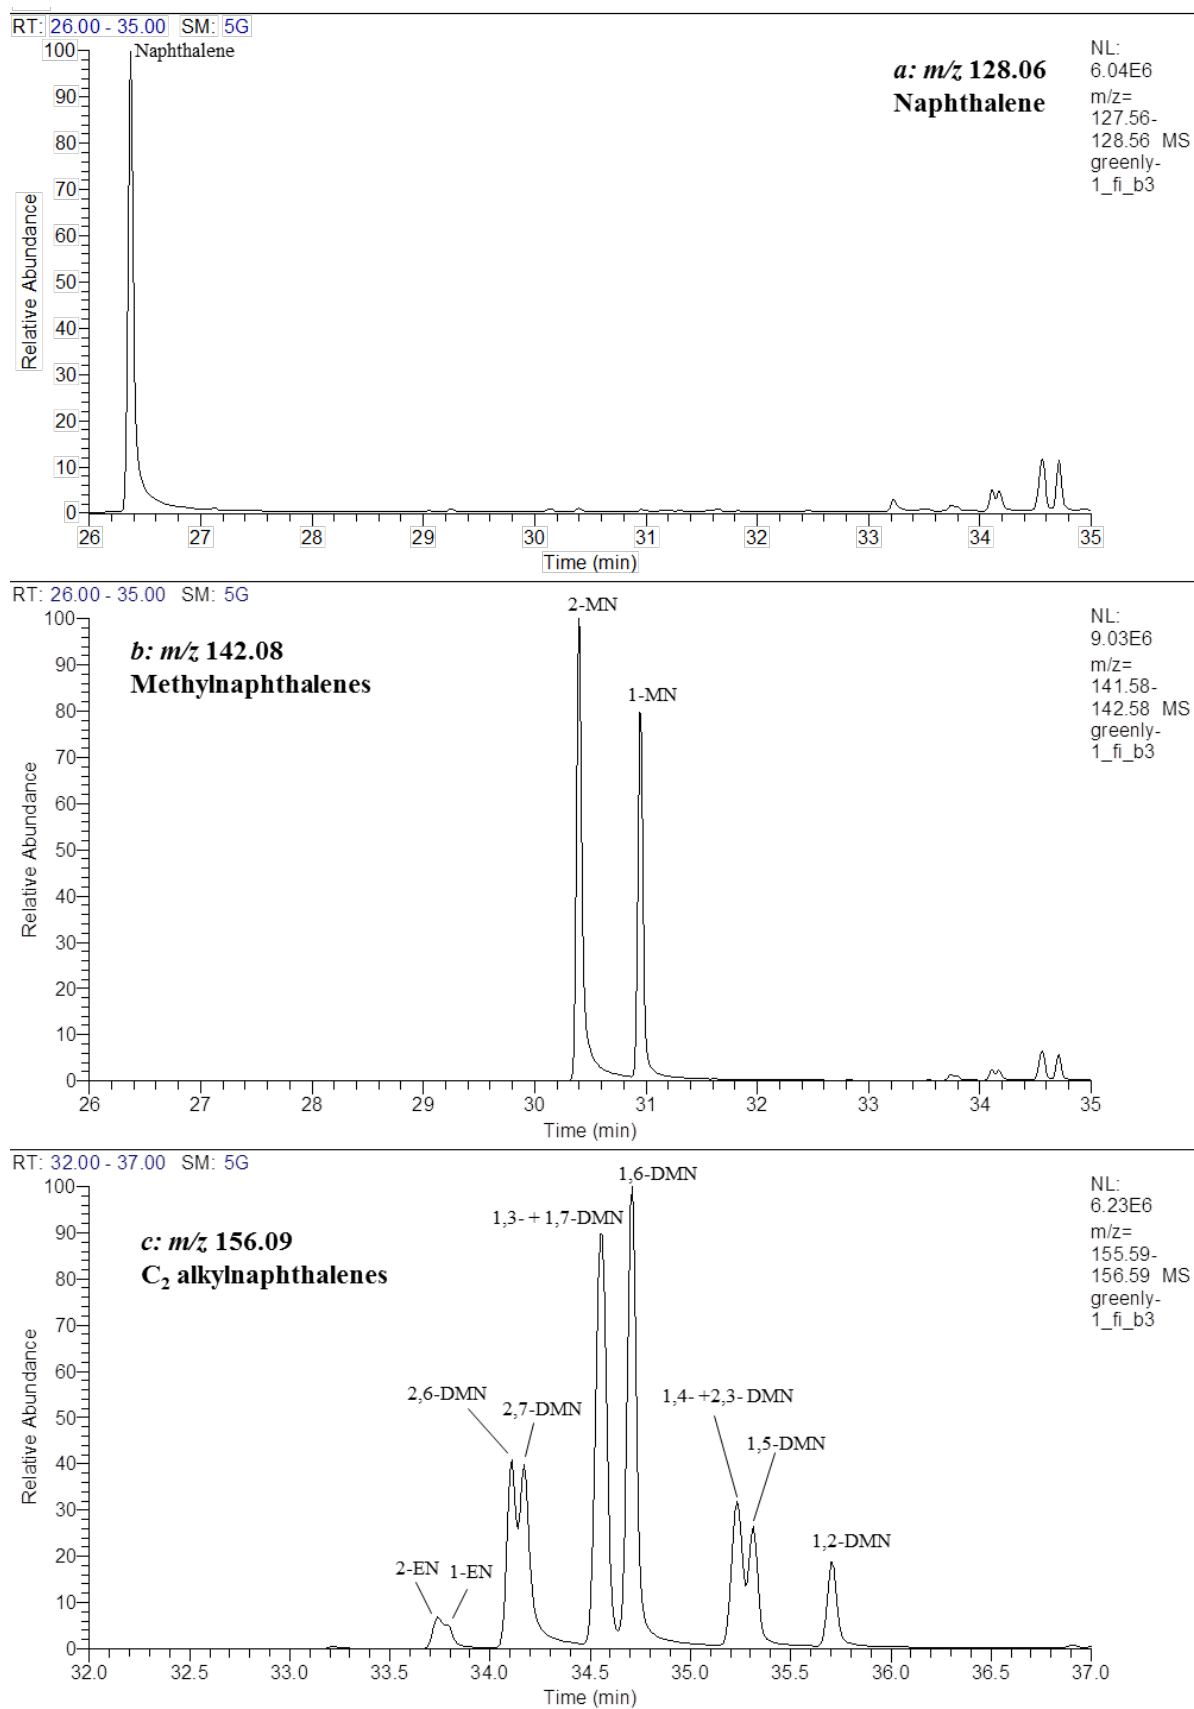 RT: 26.00 - 35.00 SM: 5G
Naphthalene
a: m/z 128.06
Naphthalene
NL:
6.04E6
m/z=
127.56-
128.56 MS
greenly-
1_fi_b3
100
90
80
70
60
50
40
30
20
10
0
Relative Abundance
26 27 28 29 30 31 32 33 34 35
Time (min)
RT: 26.00 - 35.00 SM: 5G
2-MN
1-MN
b: m/z 142.08
Methylnaphthalenes
NL:
9.03E6
m/z=
141.58-
142.58 MS
greenly-
1_fi_b3
100
90
80
70
60
50
40
30
20
10
0
Relative Abundance
26 27 28 29 30 31 32 33 34 35
Time (min)
RT: 32.00 - 37.00 SM: 5G
1,6-DMN
1,3- + 1,7-DMN
c: m/z 156.09
C₂ alkylnaphthalenes
NL:
6.23E6
m/z=
155.59-
156.59 MS
greenly-
1_fi_b3
2,6-DMN
2,7-DMN
1,4- +2,3- DMN
1,5-DMN
1,2-DMN
2-EN
1-EN
100
90
80
70
60
50
40
30
20
10
0
Relative Abundance
32.0 32.5 33.0 33.5 34.0 34.5 35.0 35.5 36.0 36.5 37.0
Time (min)